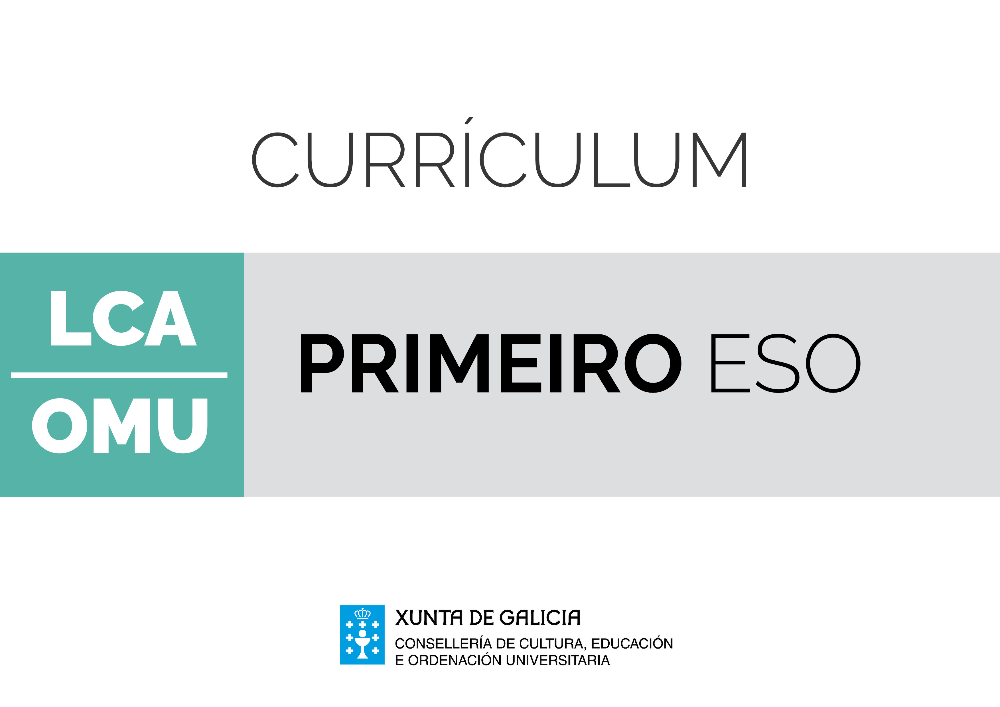 CURRÍCULUM
LCA
OMU
PRIMEIRO ESO
XUNTA DE GALICIA
CONSELLERÍA DE CULTURA, EDUCACIÓN
E ORDENACIÓN UNIVERSITARIA